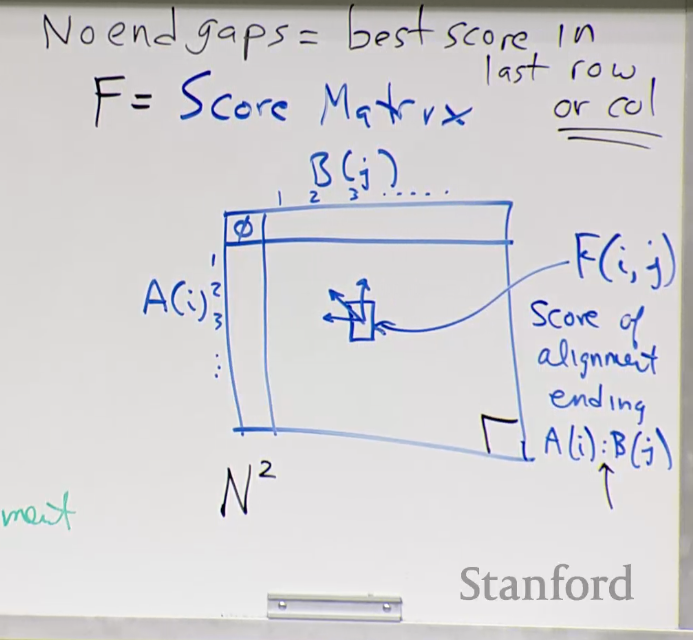 No end gaps = best score in
last row
or col
F = Score Matrix
B(j)
1 2 3 ......
Ø
A(i)
1
2
3
⋮
F(i,j)
Score of
alignment
ending
A(i):B(j)
↑
N²
ment
Stanford